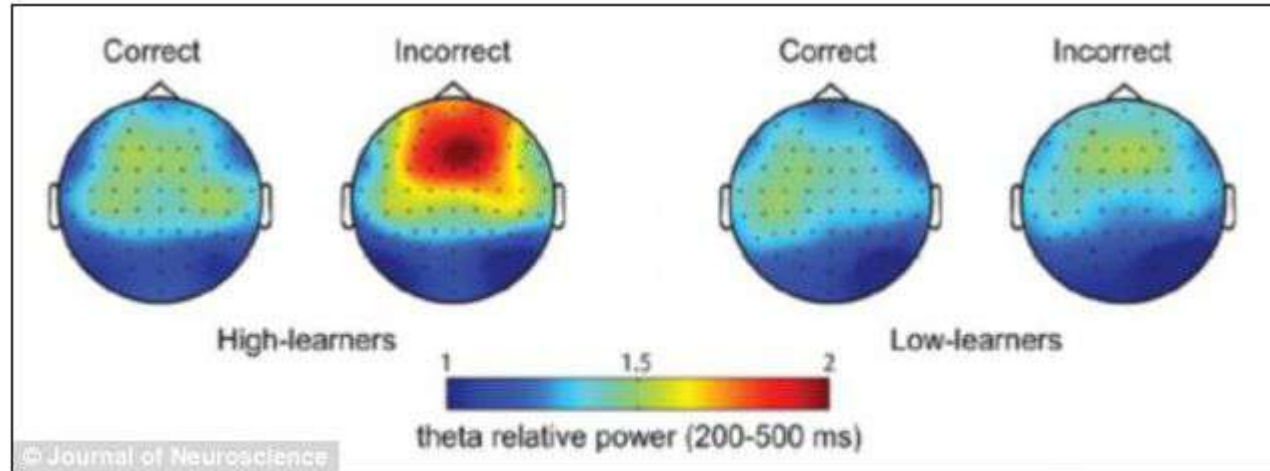 Correct Incorrect Correct Incorrect
High-learners Low-learners
1 1.5 2
theta relative power (200-500 ms)
© Journal of Neuroscience